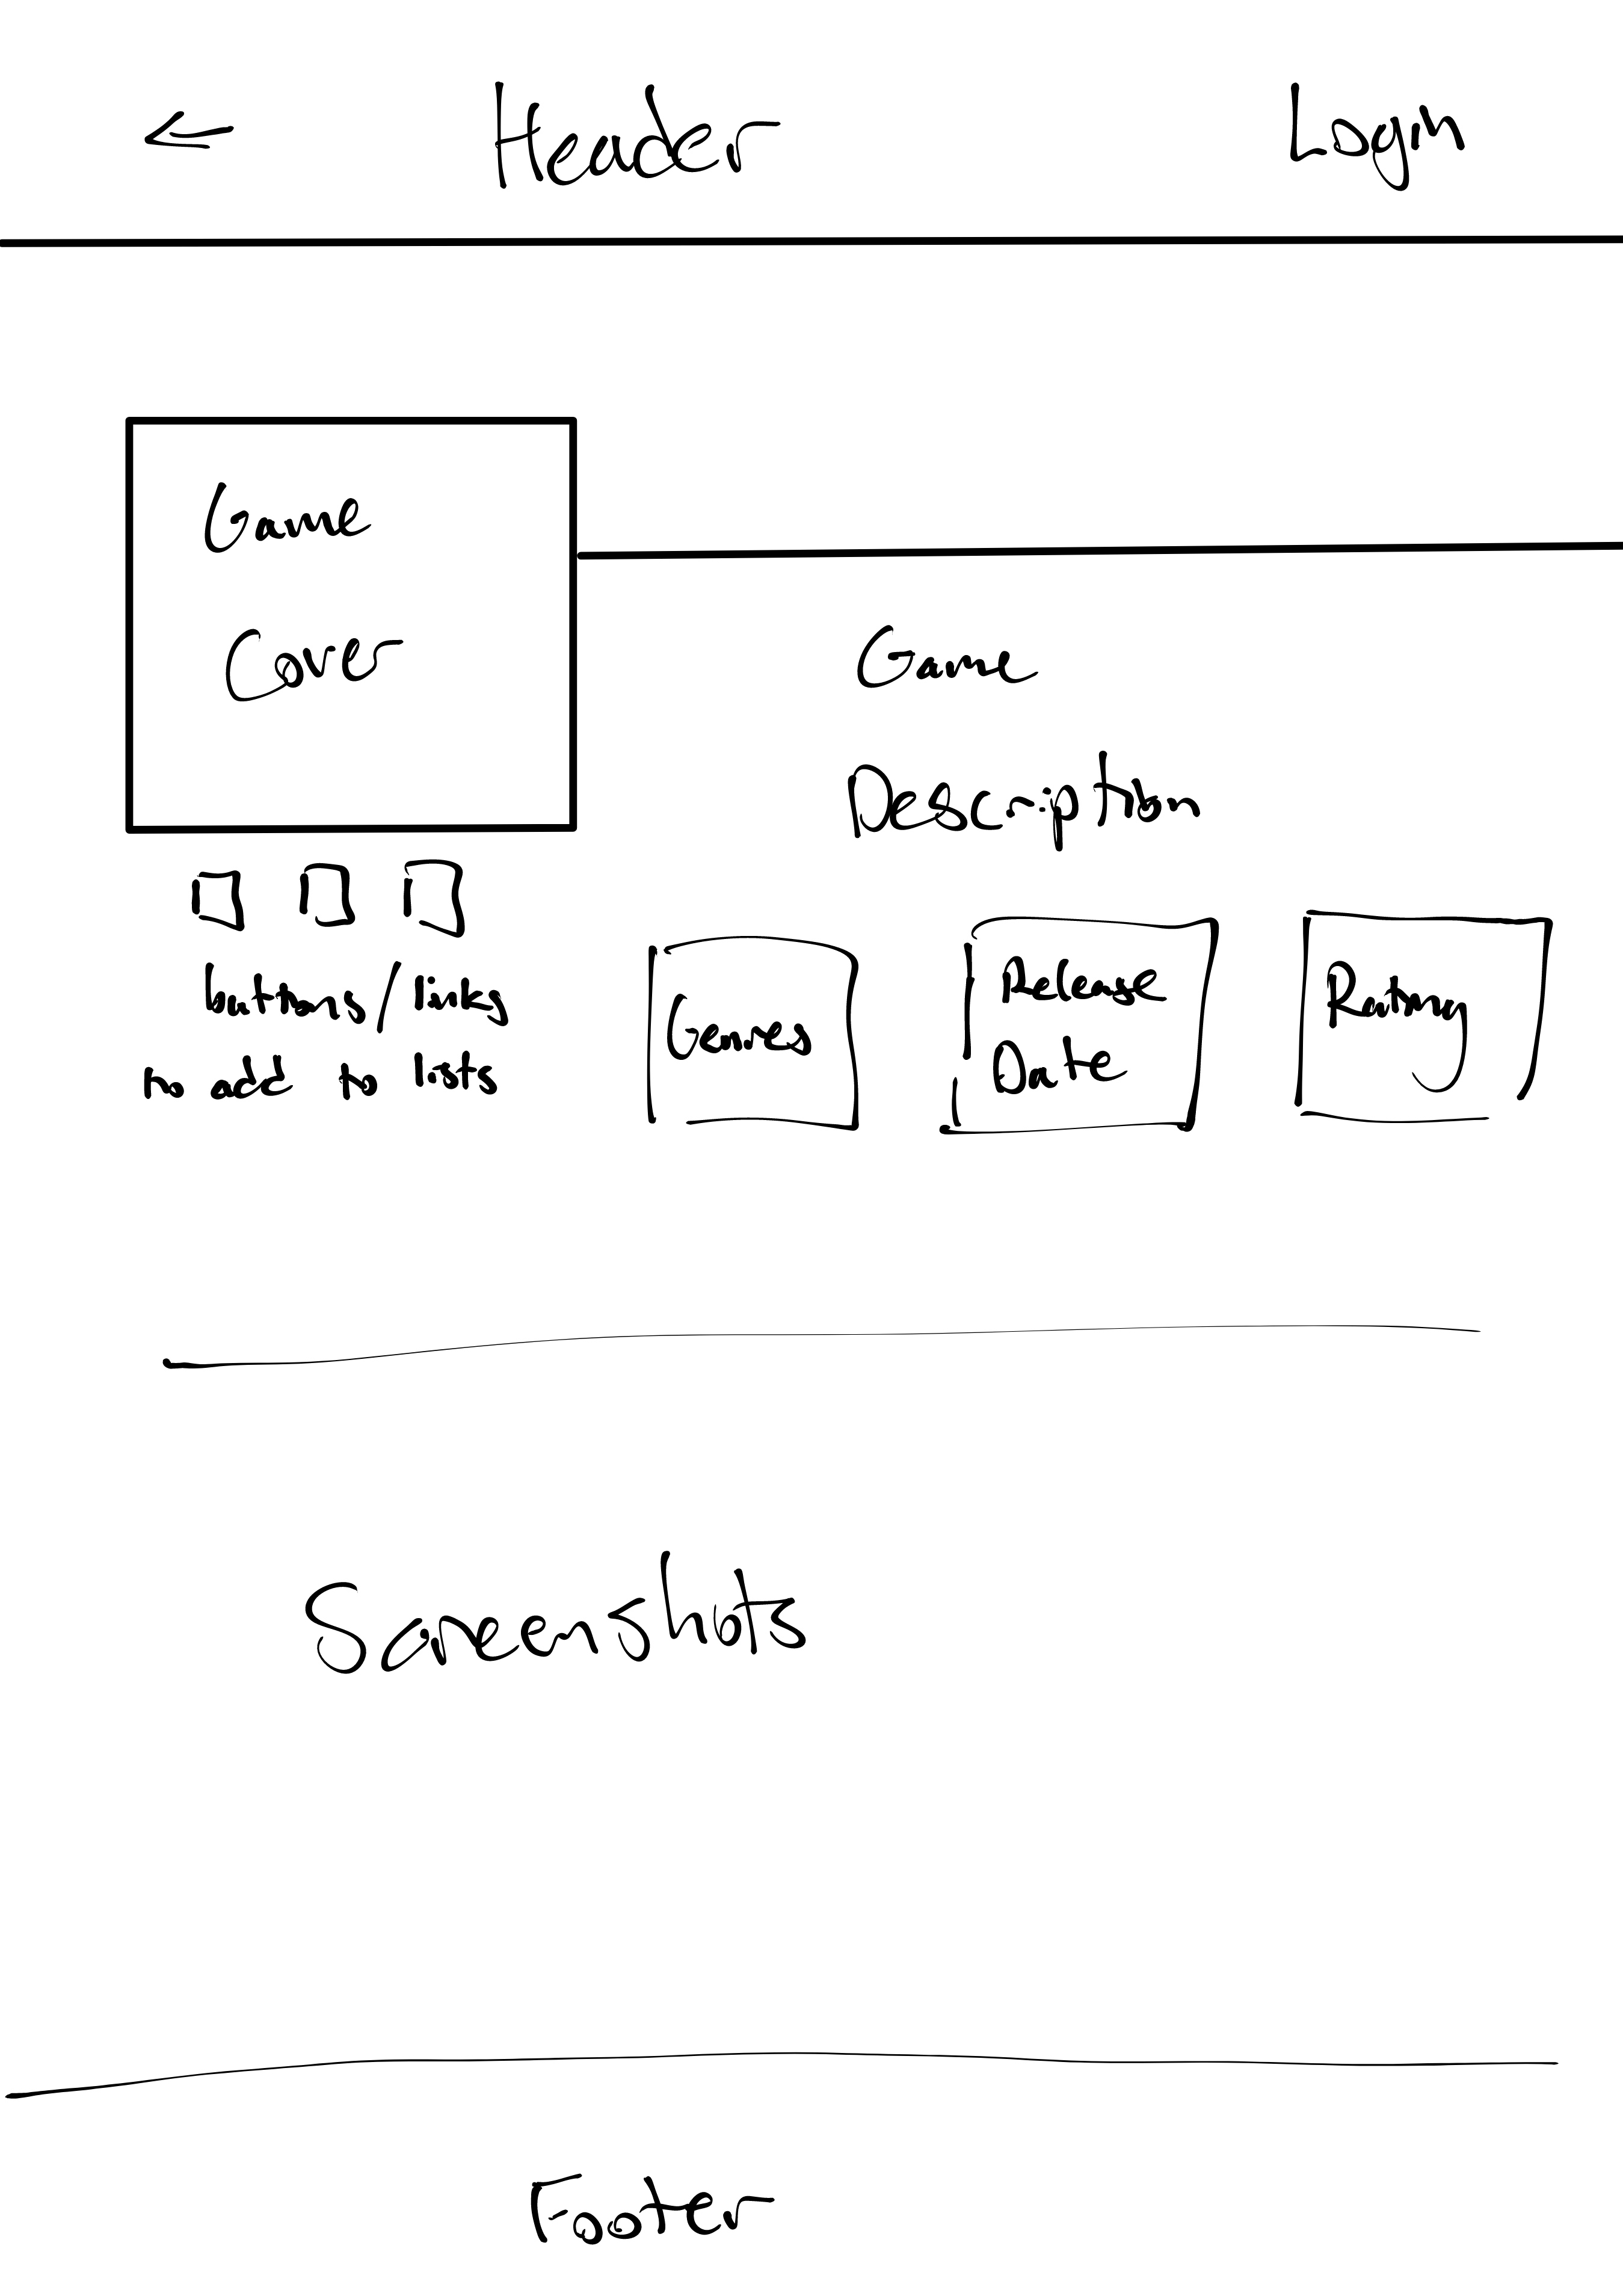 ← Header Login
Game
Cover
Game
Description
buttons/links
to add to lists
Genres
Release
Date
Rating
Screenshots
Footer